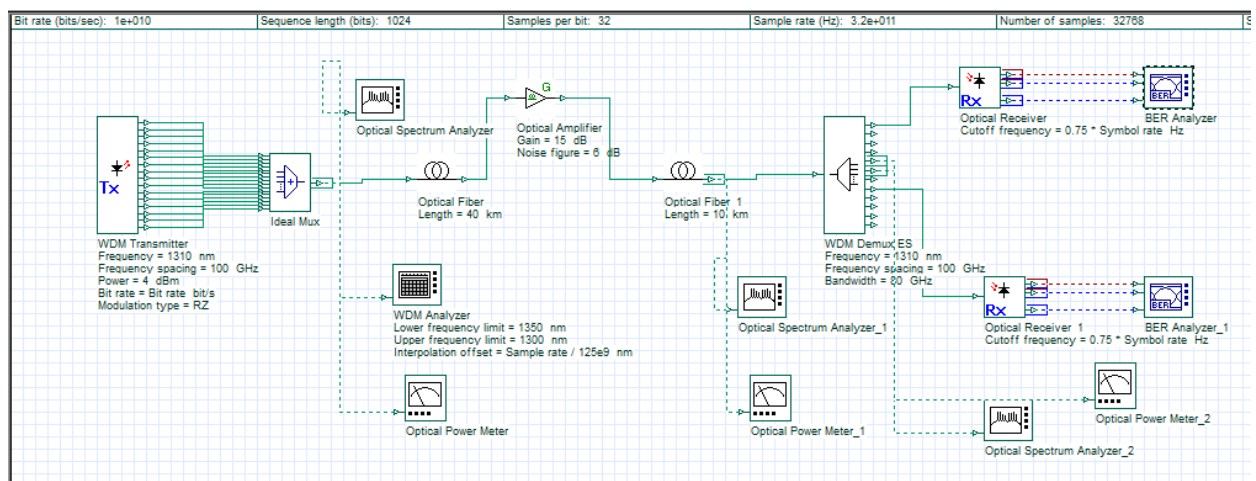 Bit rate (bits/sec): 1e+010 Sequence length (bits): 1024 Samples per bit: 32 Sample rate (Hz): 3.2e+011 Number of samples: 32768 S
Optical Spectrum Analyzer
G
Optical Amplifier
Gain = 15 dB
Noise figure = 6 dB
Rx
Optical Receiver
Cutoff frequency = 0.75 * Symbol rate Hz
BER
BER Analyzer
Tx
WDM Transmitter
Frequency = 1310 nm
Frequency spacing = 100 GHz
Power = 4 dBm
Bit rate = Bit rate bit/s
Modulation type = RZ
Ideal Mux
Optical Fiber
Length = 40 km
Optical Fiber 1
Length = 10 km
WDM Demux ES
Frequency = 1310 nm
Frequency spacing = 100 GHz
Bandwidth = 80 GHz
WDM Analyzer
Lower frequency limit = 1350 nm
Upper frequency limit = 1300 nm
Interpolation offset = Sample rate / 125e9 nm
Optical Spectrum Analyzer_1
Rx
Optical Receiver 1
Cutoff frequency = 0.75 * Symbol rate Hz
BER
BER Analyzer_1
Optical Power Meter
Optical Power Meter_1
Optical Power Meter_2
Optical Spectrum Analyzer_2